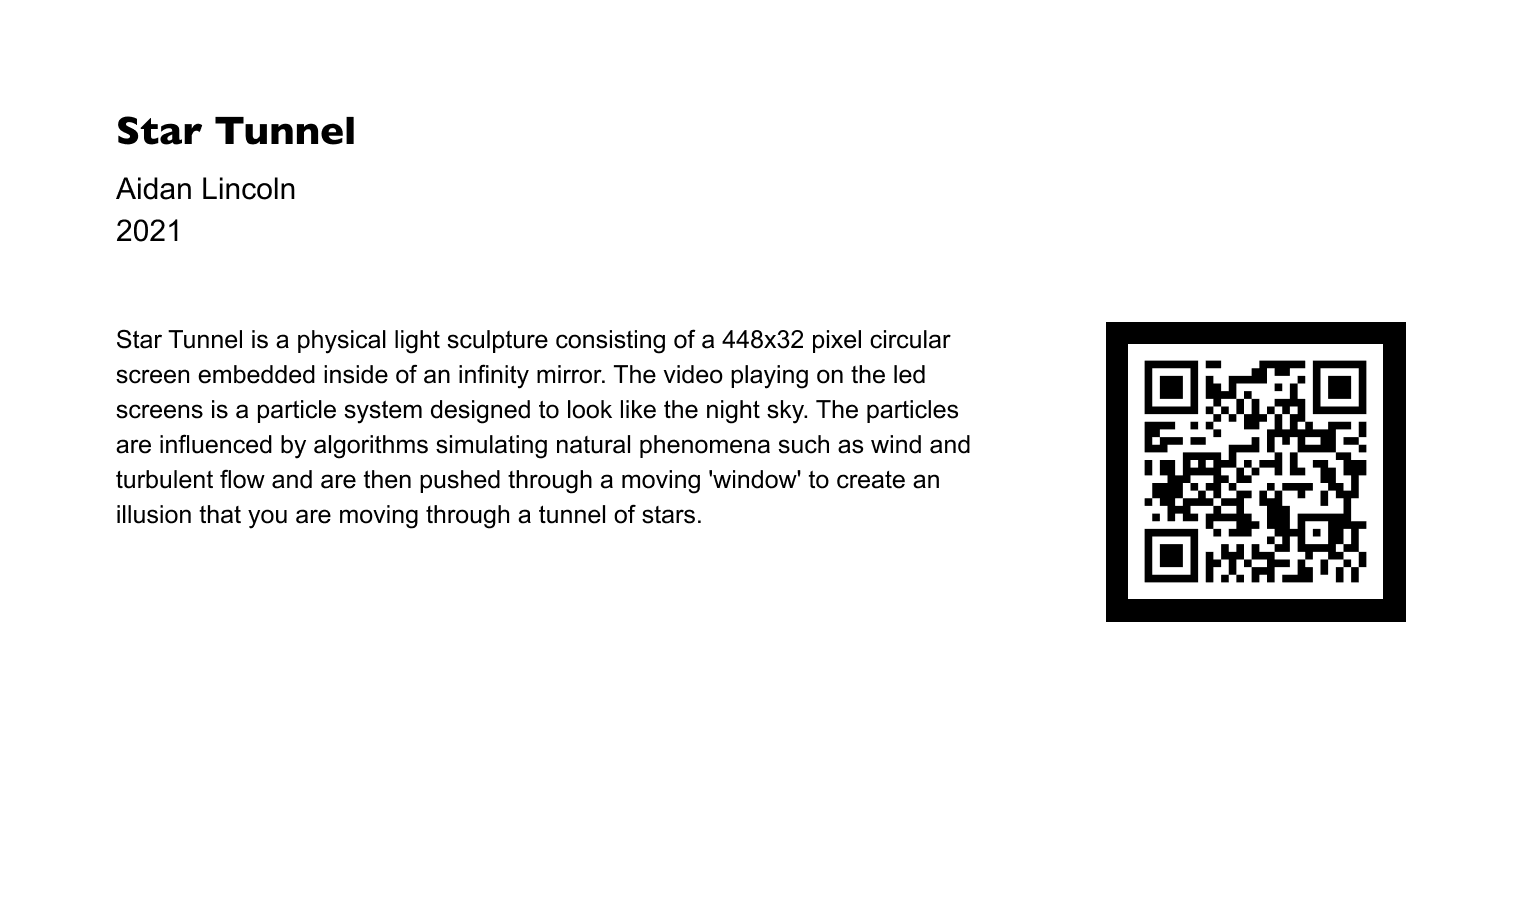 Star Tunnel
Aidan Lincoln
2021
Star Tunnel is a physical light sculpture consisting of a 448x32 pixel circular
screen embedded inside of an infinity mirror. The video playing on the led
screens is a particle system designed to look like the night sky. The particles
are influenced by algorithms simulating natural phenomena such as wind and
turbulent flow and are then pushed through a moving 'window' to create an
illusion that you are moving through a tunnel of stars.